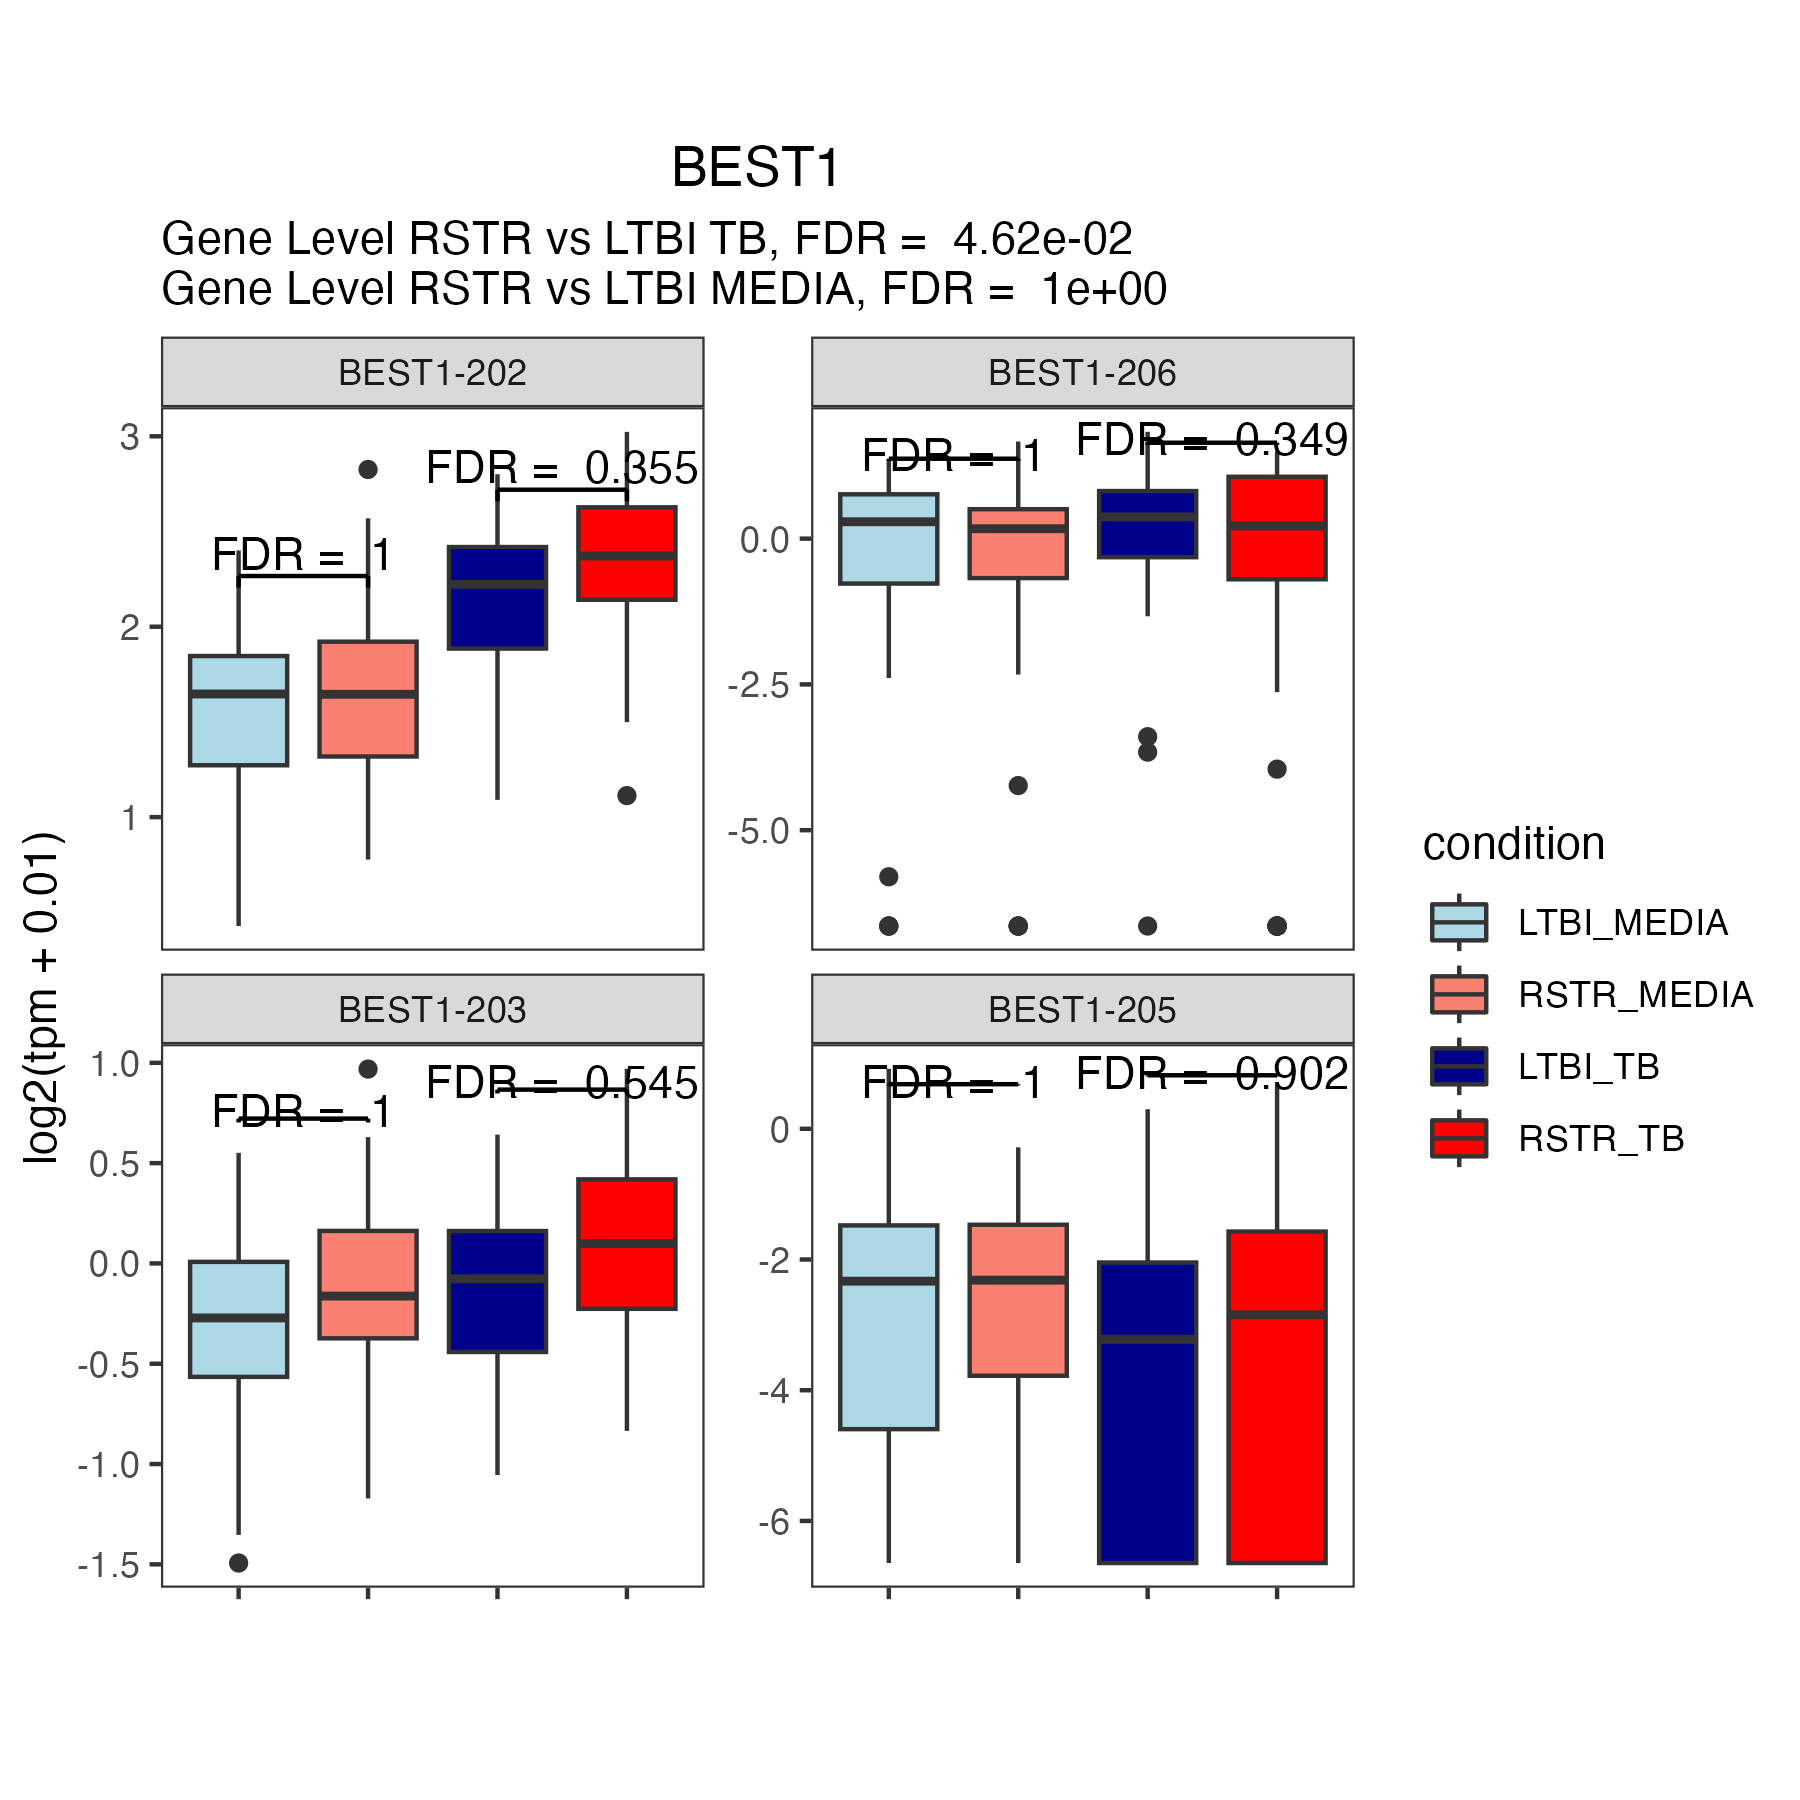 BEST1
Gene Level RSTR vs LTBI TB, FDR =  4.62e-02
Gene Level RSTR vs LTBI MEDIA, FDR =  1e+00
BEST1-202
3
2
1
FDR =  1
FDR =  0.355
BEST1-206
0.0
-2.5
-5.0
FDR =  1
FDR =  0.349
BEST1-203
1.0
0.5
0.0
-0.5
-1.0
-1.5
FDR =  1
FDR =  0.545
BEST1-205
0
-2
-4
-6
FDR =  1
FDR =  0.902
log2(tpm + 0.01)
condition
LTBI_MEDIA
RSTR_MEDIA
LTBI_TB
RSTR_TB